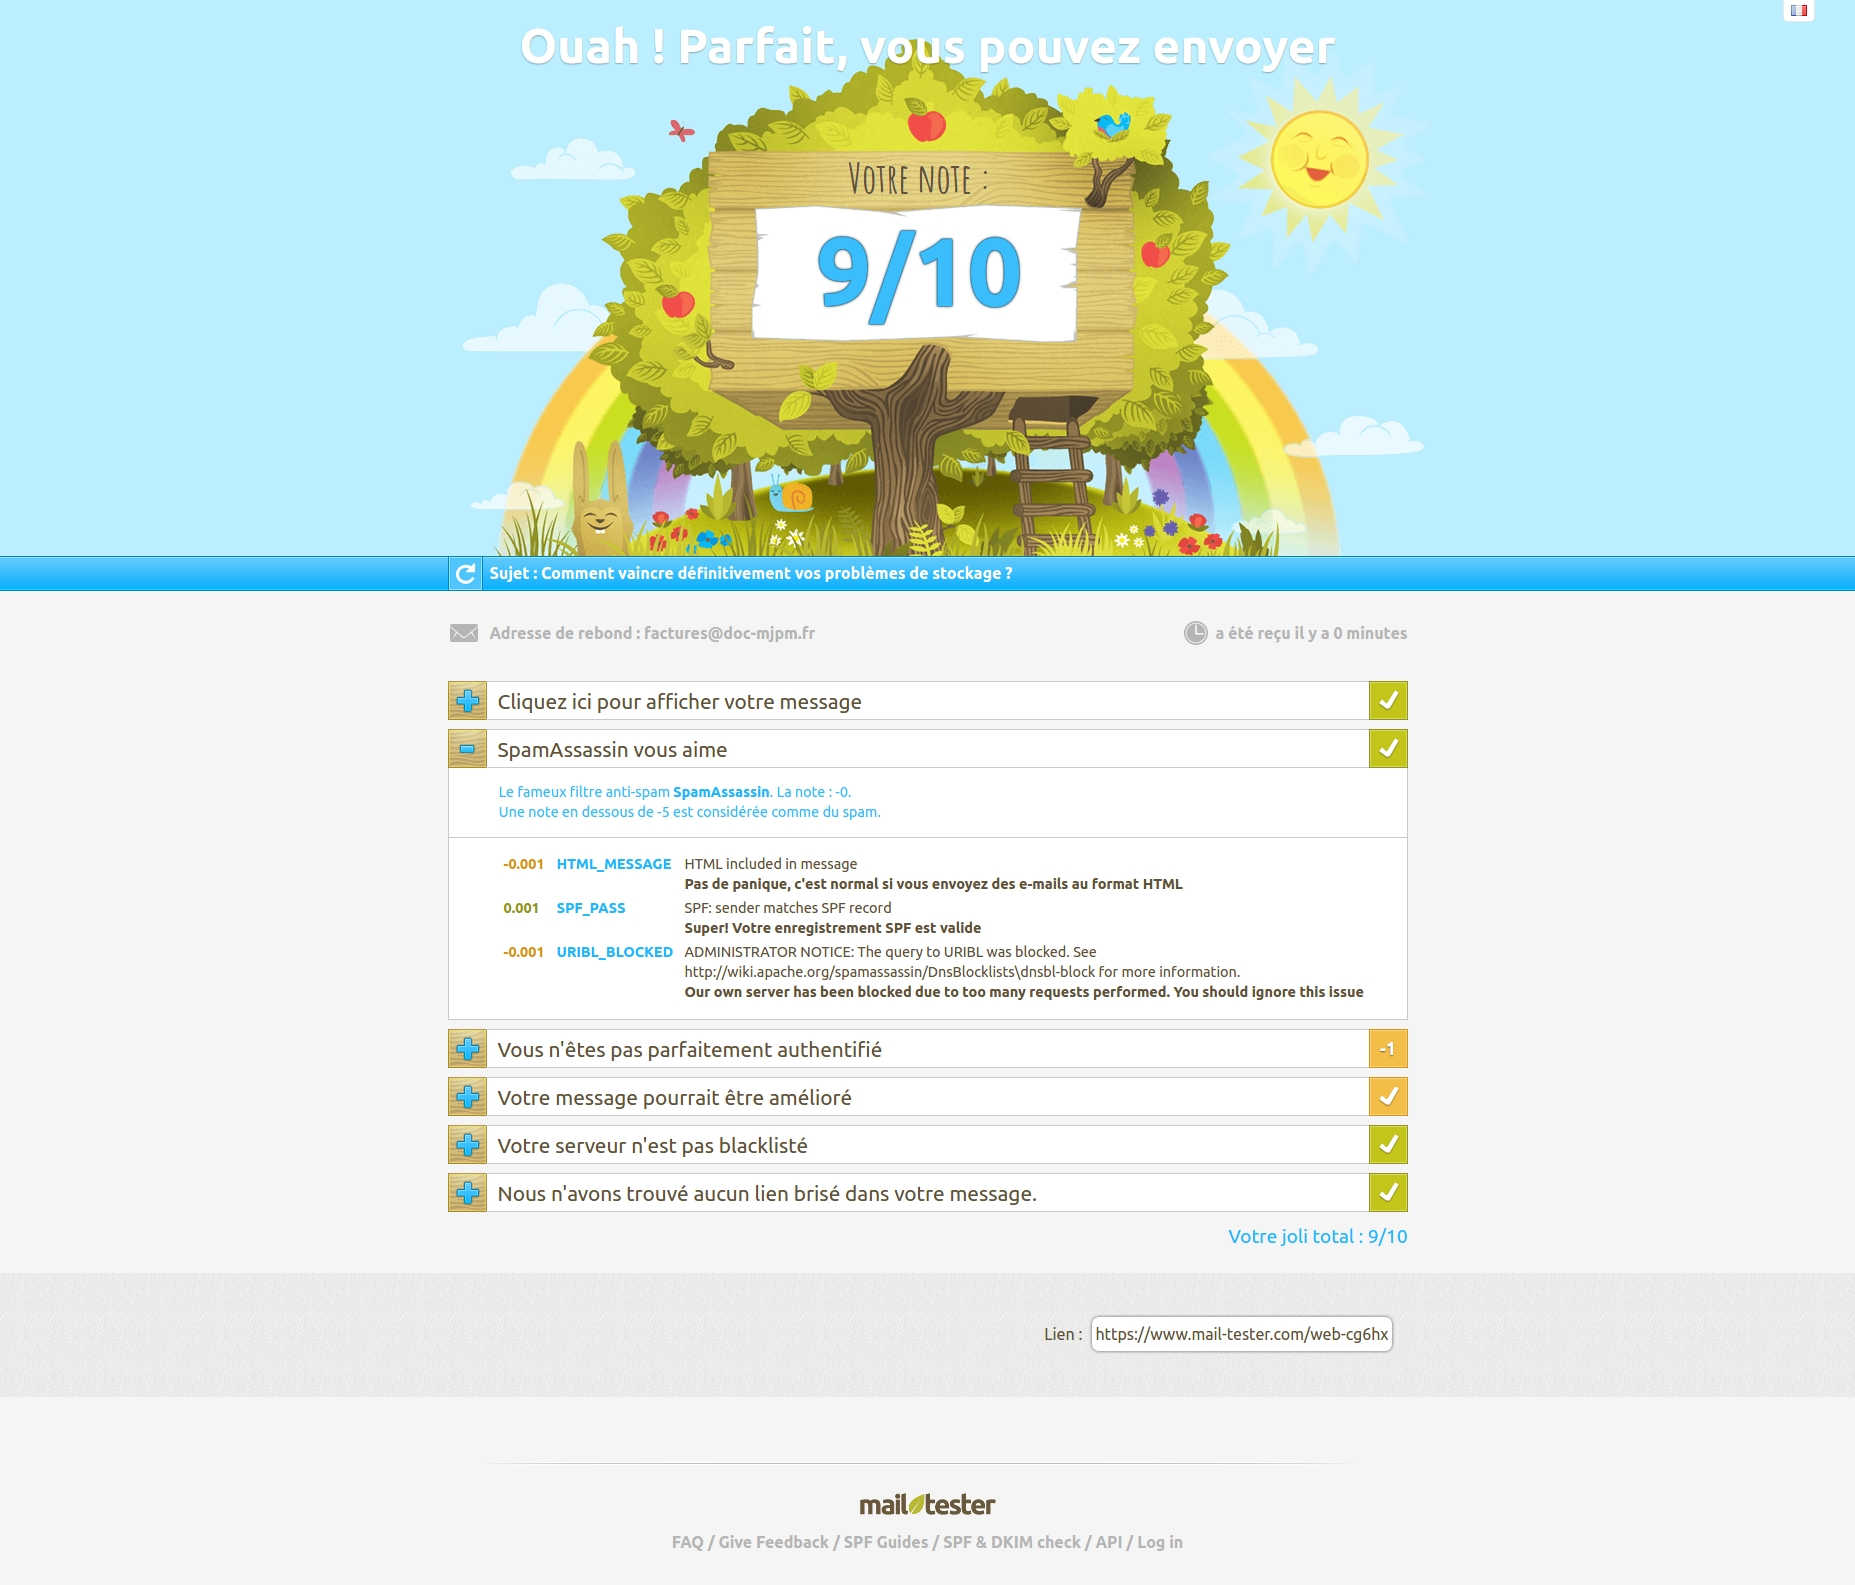 Ouah ! Parfait, vous pouvez envoyer
Votre note :
9/10
Sujet : Comment vaincre définitivement vos problèmes de stockage ?
Adresse de rebond : factures@doc-mjpm.fr
a été reçu il y a 0 minutes
Cliquez ici pour afficher votre message
SpamAssassin vous aime
Le fameux filtre anti-spam SpamAssassin. La note : -0.
Une note en dessous de -5 est considérée comme du spam.
-0.001 HTML_MESSAGE HTML included in message
Pas de panique, c'est normal si vous envoyez des e-mails au format HTML
0.001 SPF_PASS SPF: sender matches SPF record
Super! Votre enregistrement SPF est valide
-0.001 URIBL_BLOCKED ADMINISTRATOR NOTICE: The query to URIBL was blocked. See
http://wiki.apache.org/spamassassin/DnsBlocklists\dnsbl-block for more information.
Our own server has been blocked due to too many requests performed. You should ignore this issue
Vous n'êtes pas parfaitement authentifié -1
Votre message pourrait être amélioré
Votre serveur n'est pas blacklisté
Nous n'avons trouvé aucun lien brisé dans votre message.
Votre joli total : 9/10
Lien : https://www.mail-tester.com/web-cg6hx
mail tester
FAQ / Give Feedback / SPF Guides / SPF & DKIM check / API / Log in